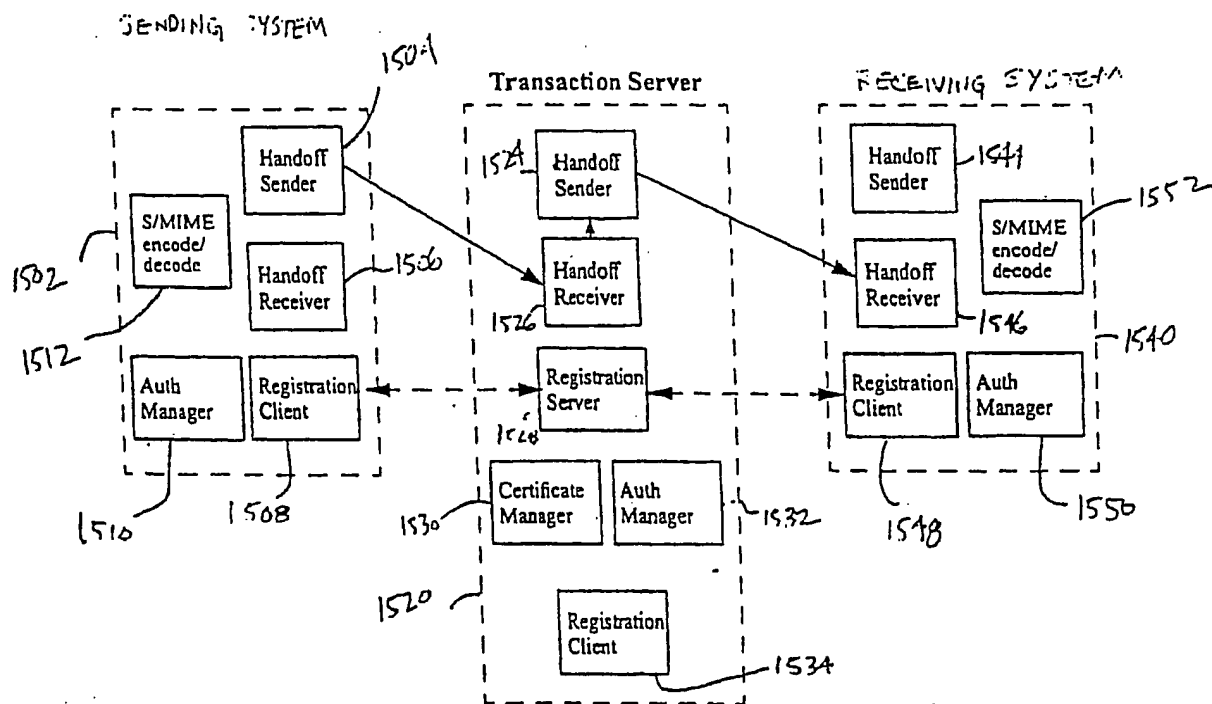 SENDING SYSTEM
1504
Transaction Server
RECEIVING SYSTEM
Handoff
Sender
1524
Handoff
Sender
Handoff
Sender
1544
1552
S/MIME
encode/
decode
S/MIME
encode/
decode
1502
Handoff
Receiver
1506
Handoff
Receiver
1526
Handoff
Receiver
1546
1512
1540
Auth
Manager
Registration
Client
Registration
Server
1528
Registration
Client
Auth
Manager
1510
1508
1530
Certificate
Manager
Auth
Manager
1532
1548
1550
1520
Registration
Client
1534